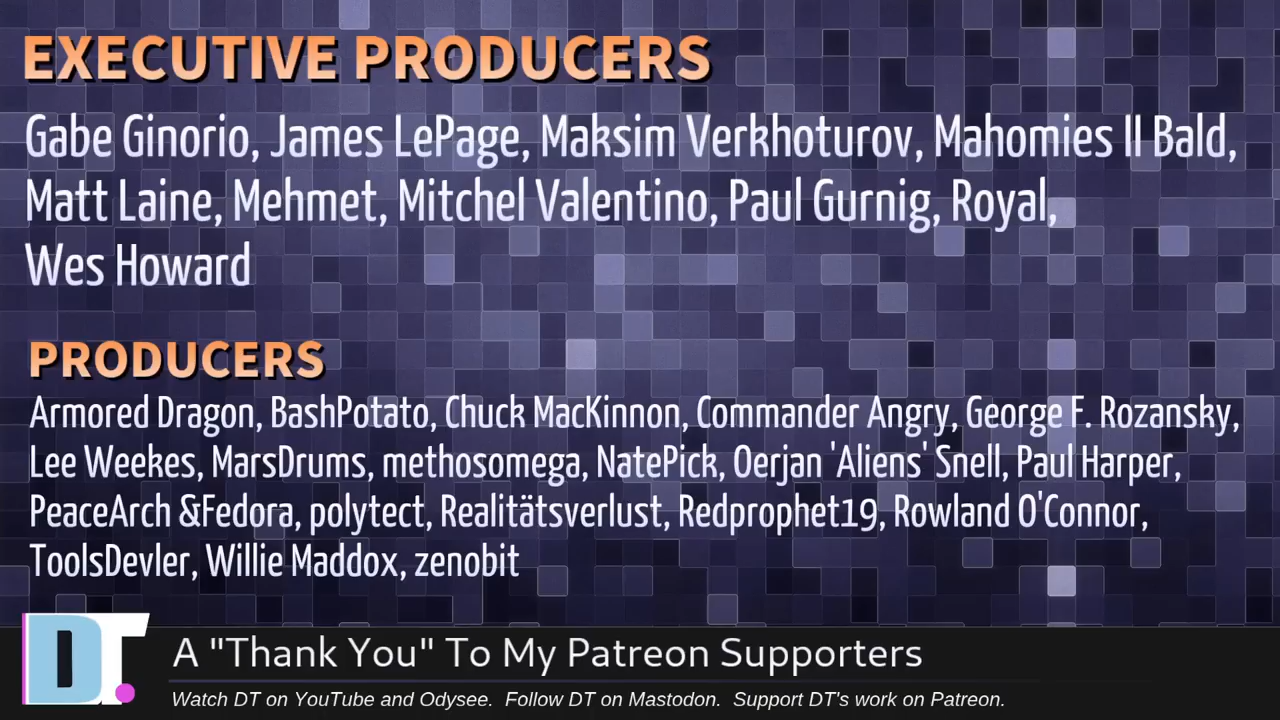 EXECUTIVE PRODUCERS
Gabe Ginorio, James LePage, Maksim Verkhoturov, Mahomies II Bald,
Matt Laine, Mehmet, Mitchel Valentino, Paul Gurnig, Royal,
Wes Howard
PRODUCERS
Armored Dragon, BashPotato, Chuck MacKinnon, Commander Angry, George F. Rozansky,
Lee Weekes, MarsDrums, methosomega, NatePick, Oerjan 'Aliens' Snell, Paul Harper,
PeaceArch &Fedora, polytect, Realitätsverlust, Redprophet19, Rowland O'Connor,
ToolsDevler, Willie Maddox, zenobit
DT.
A "Thank You" To My Patreon Supporters
Watch DT on YouTube and Odysee.  Follow DT on Mastodon.  Support DT's work on Patreon.